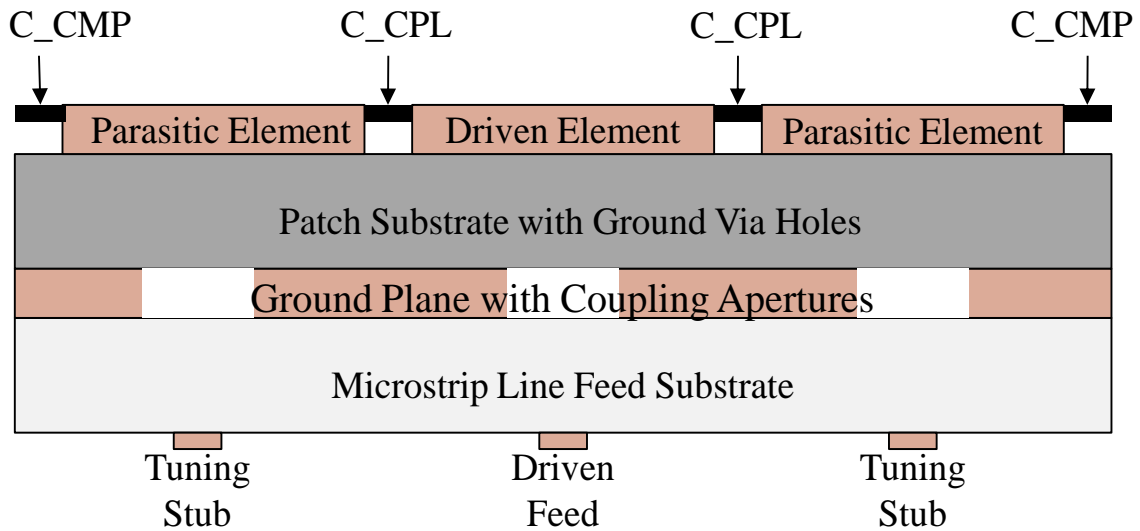 C_CMP
C_CPL
C_CPL
C_CMP
Parasitic Element
Driven Element
Parasitic Element
Patch Substrate with Ground Via Holes
Ground Plane with Coupling Apertures
Microstrip Line Feed Substrate
Tuning
Stub
Driven
Feed
Tuning
Stub